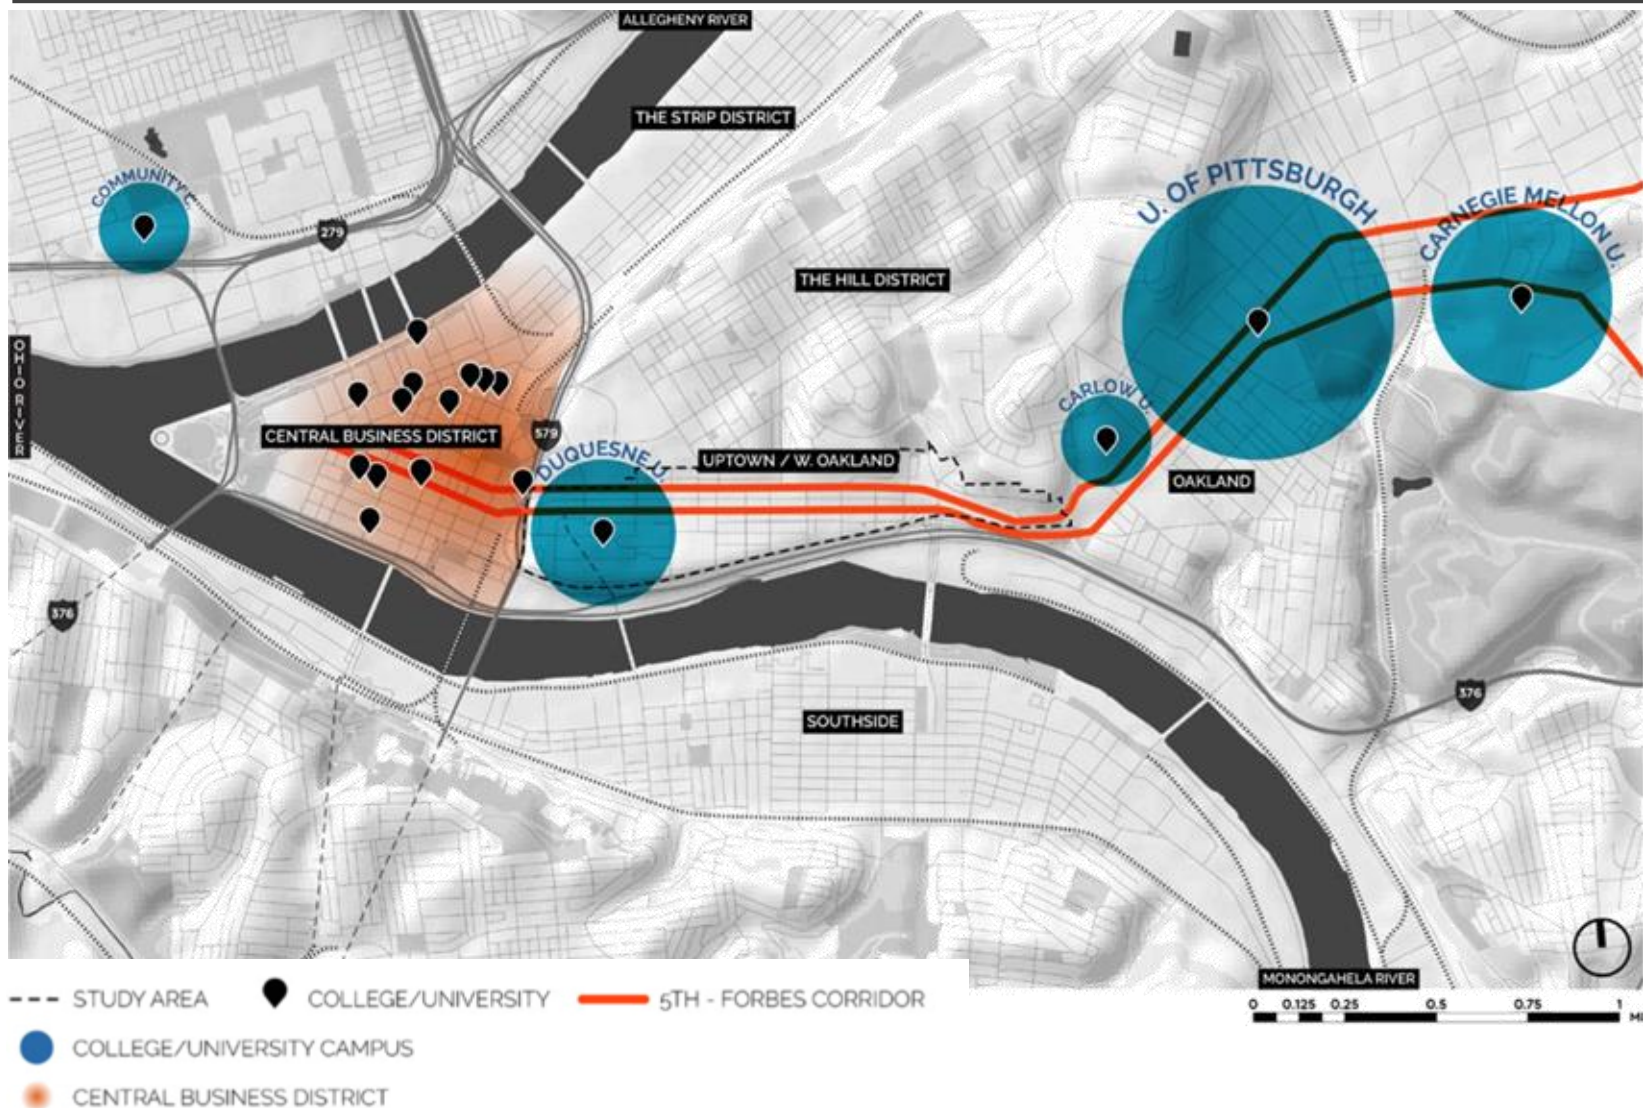 ALLEGHENY RIVER
THE STRIP DISTRICT
COMMUNITY C.
U. OF PITTSBURGH
CARNEGIE MELLON U.
279
THE HILL DISTRICT
OHIO RIVER
CARLOW U.
CENTRAL BUSINESS DISTRICT
579
DUQUESNE U.
UPTOWN / W. OAKLAND
OAKLAND
376
376
SOUTHSIDE
MONONGAHELA RIVER
0 0.125 0.25 0.5 0.75 1
MI
STUDY AREA
COLLEGE/UNIVERSITY
5TH - FORBES CORRIDOR
COLLEGE/UNIVERSITY CAMPUS
CENTRAL BUSINESS DISTRICT